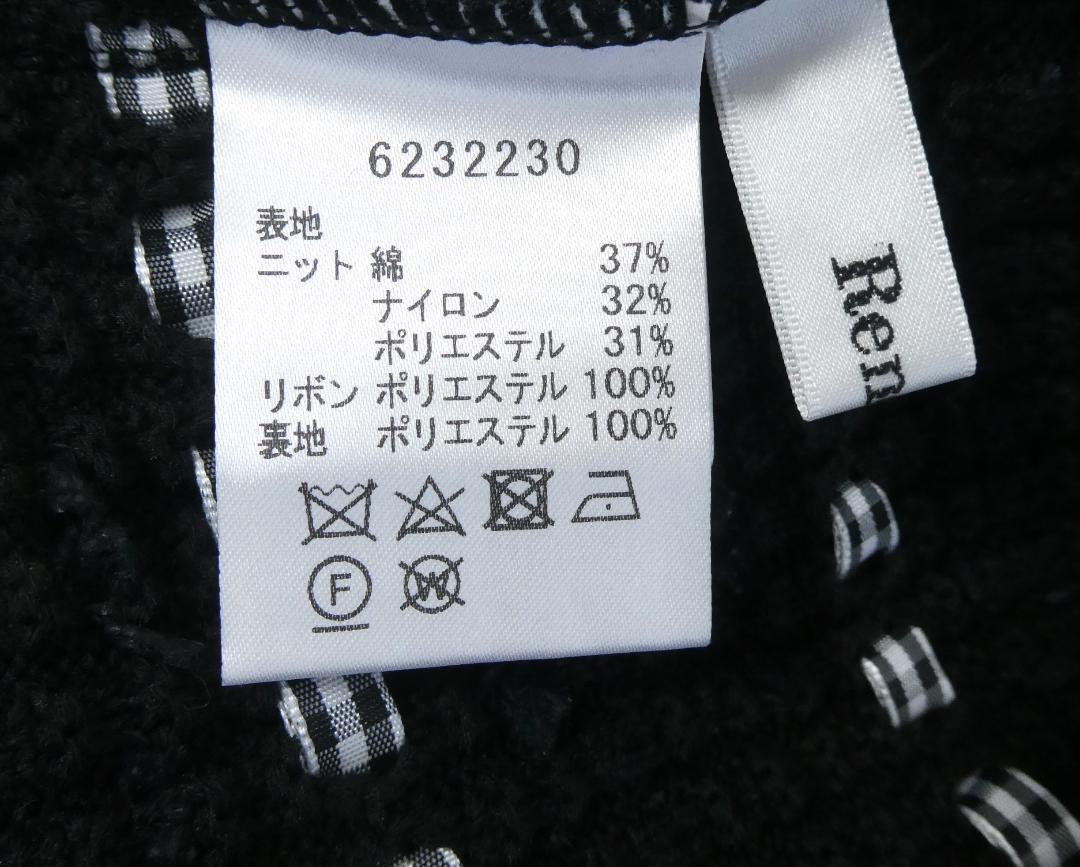 6232230
表地
ニット 綿 37%
ナイロン 32%
ポリエステル 31%
リボン ポリエステル 100%
裏地 ポリエステル 100%
F
W
Ren